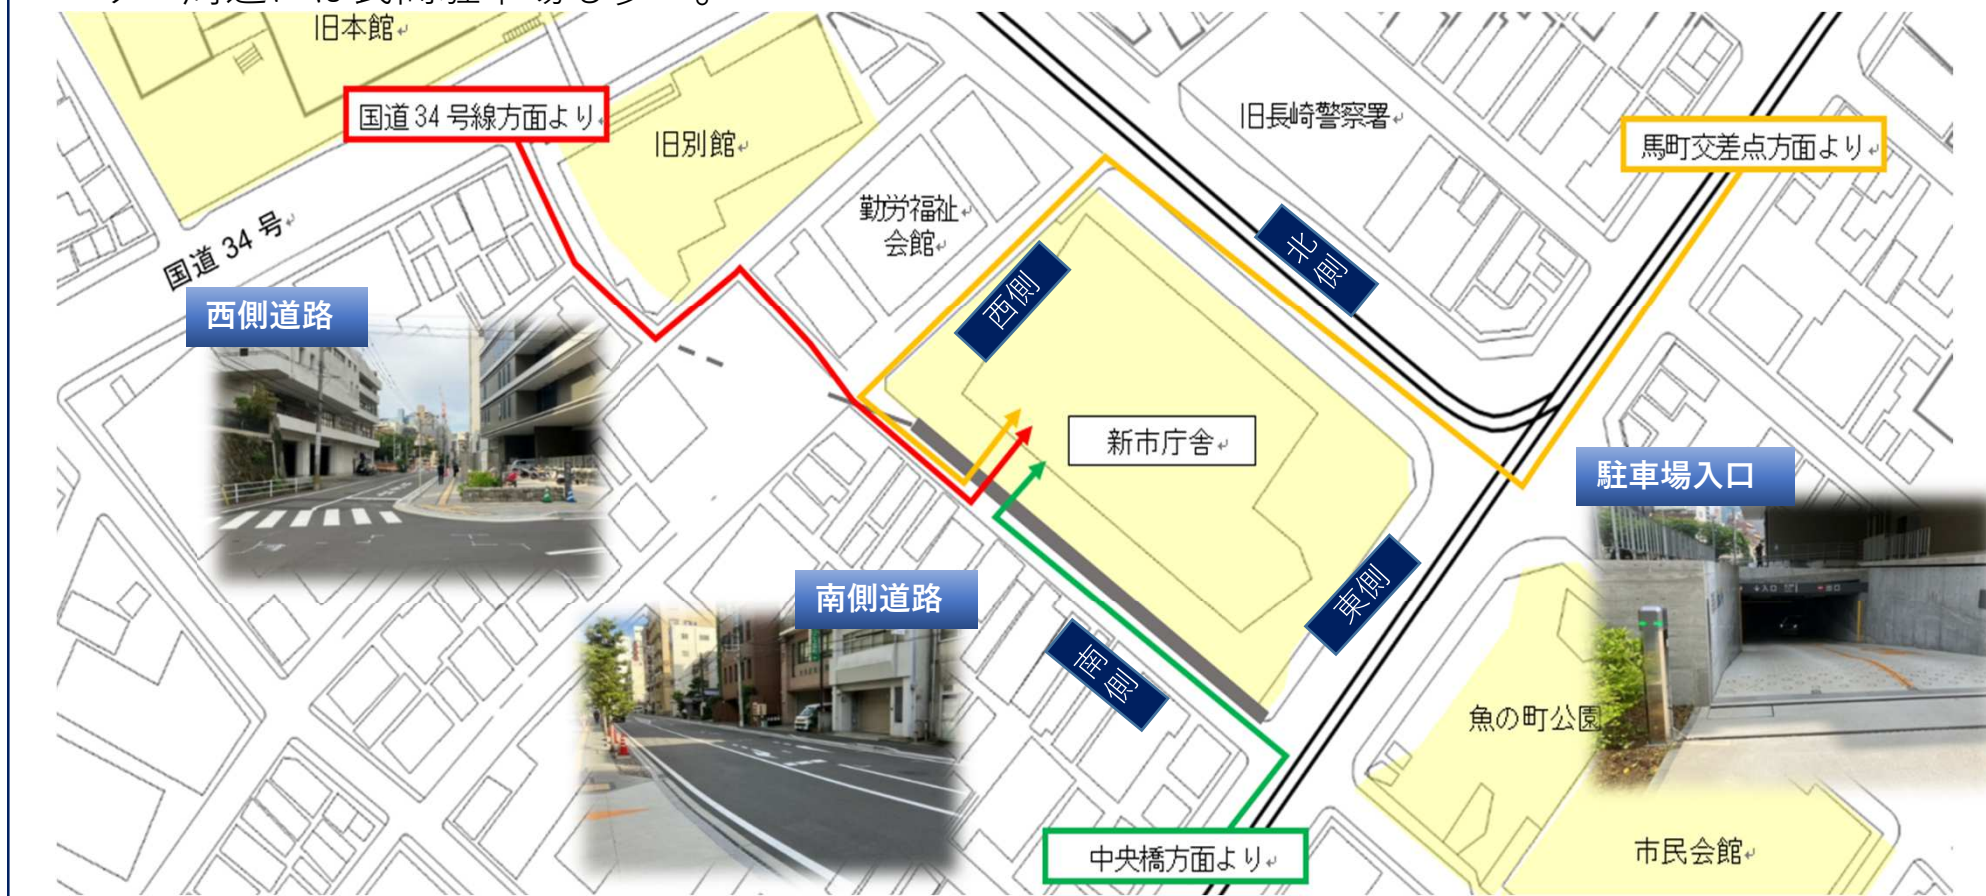 旧本館
国道34号線方面より
旧別館
旧長崎警察署
馬町交差点方面より
勤労福祉
会館
国道34号
北側
西側
西側道路
新市庁舎
駐車場入口
東側
南側道路
南側
魚の町公園
中央橋方面より
市民会館